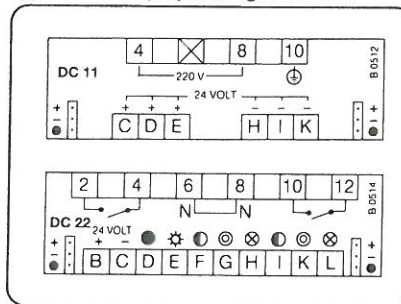 4 8 10
DC 11
220 V
B 0512
24 VOLT
+ + + + − − − +
− −
C D E H I K
2 4 6 8 10 12
N N
B 0514
DC 22
24 VOLT
+ + − +
− −
B C D E F G H I K L